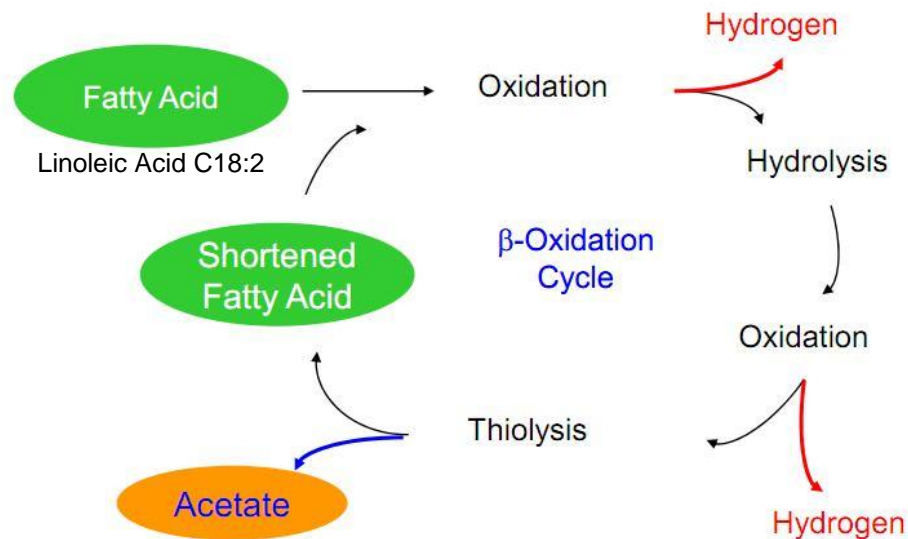 Hydrogen
Fatty Acid
Oxidation
Linoleic Acid C18:2
Hydrolysis
β-Oxidation
Cycle
Shortened
Fatty Acid
Oxidation
Thiolysis
Acetate
Hydrogen